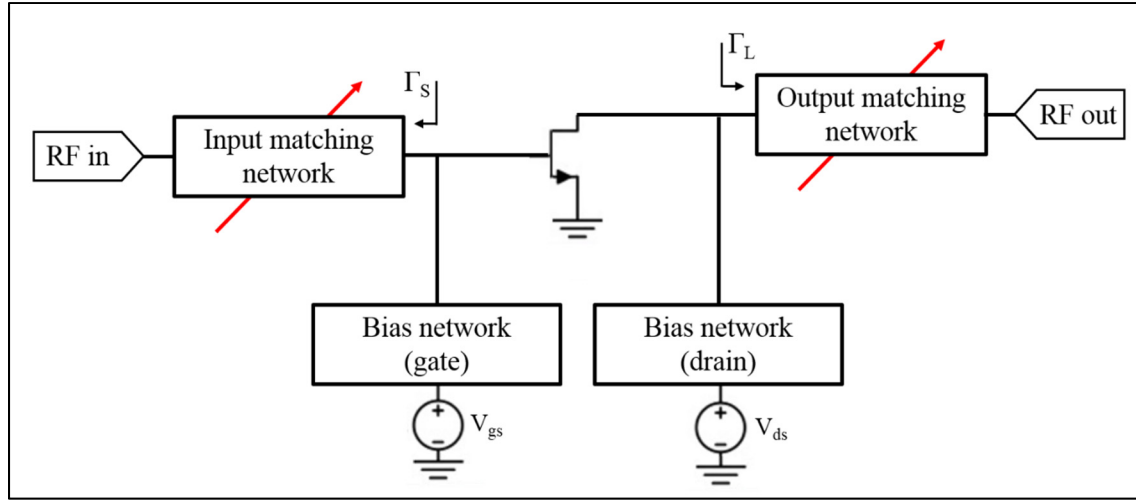 RF in
Input matching
network
Γ_S
Γ_L
Output matching
network
RF out
Bias network
(gate)
Bias network
(drain)
+
−
V_gs
+
−
V_ds